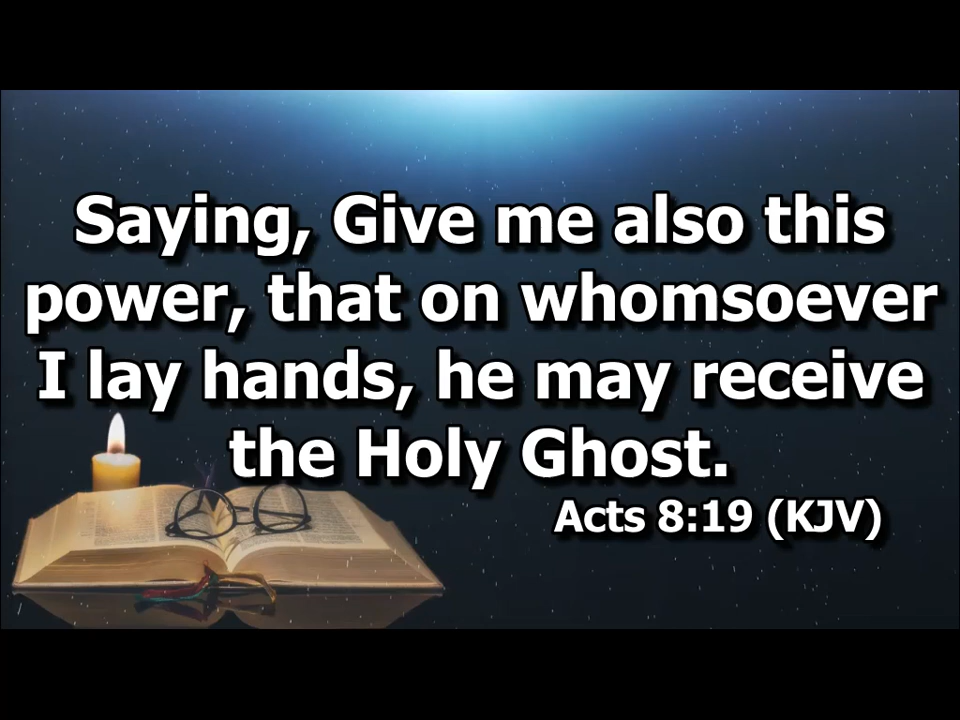 Saying, Give me also this
power, that on whomsoever
I lay hands, he may receive
the Holy Ghost.
Acts 8:19 (KJV)